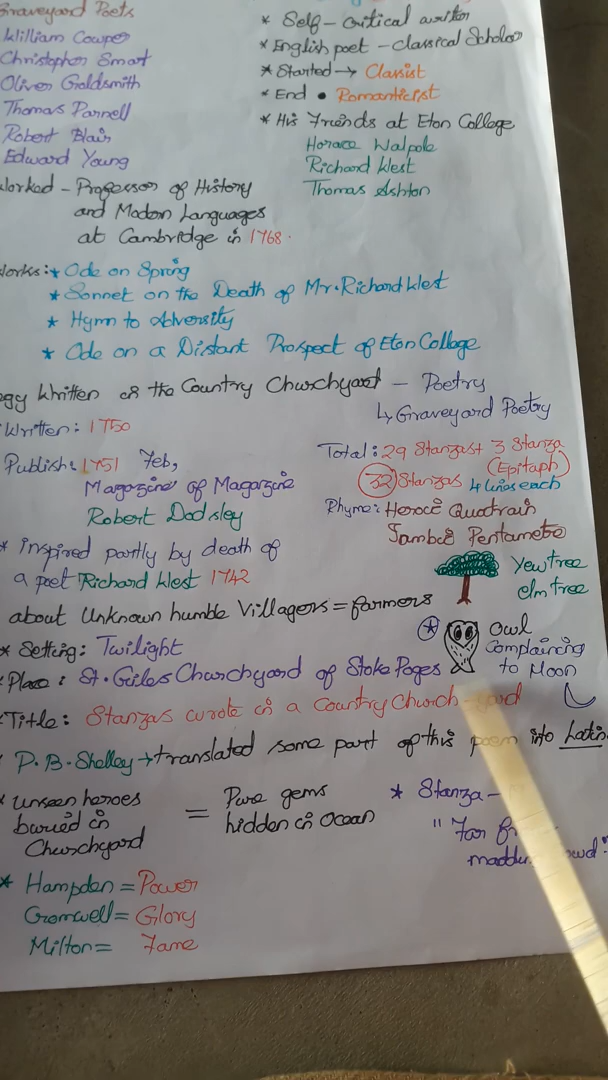 Graveyard Poets
William Cowper
Christopher Smart
Oliver Goldsmith
Thomas Parnell
Robert Blair
Edward Young
* Self-Critical writer
* English poet - classical Scholar
* Started → Classist
* End • Romanticist
* His Friends at Eton College
Horace Walpole
Richard West
Thomas Ashton
Worked - Professor of History
and Modern Languages
at Cambridge in 1768.
Works: * Ode on Spring
* Sonnet on the Death of Mr. Richard West
* Hymn to Adversity
* Ode on a Distant Prospect of Eton College
egy Written in the Country Churchyard - Poetry
↳ Graveyard Poetry
Written: 1750
Publish: 1751 Feb,
Magazine of Magarzine
Robert Dodsley
Total: 29 Stanzas + 3 Stanza
(Epitaph)
32 Stanzas 4 lines each
Rhyme: Heroic Quatrain
Iambic Pentameter
* inspired partly by death of
a poet Richard West 1742
Yew tree
elm tree
about Unknown humble Villagers = farmers
* Setting: Twilight
* Owl
Complaining
to Moon
* Place: St. Giles Churchyard of Stoke Poges
* Title: Stanzas wrote in a Country Church-yard
* P.B. Shelley → translated some part of this poem into Latin
* unseen heroes
buried in
Churchyard
= Pure gems
hidden in Ocean
* Stanza -
"Far
madd
* Hampden = Power
Cromwell = Glory
Milton = Fame